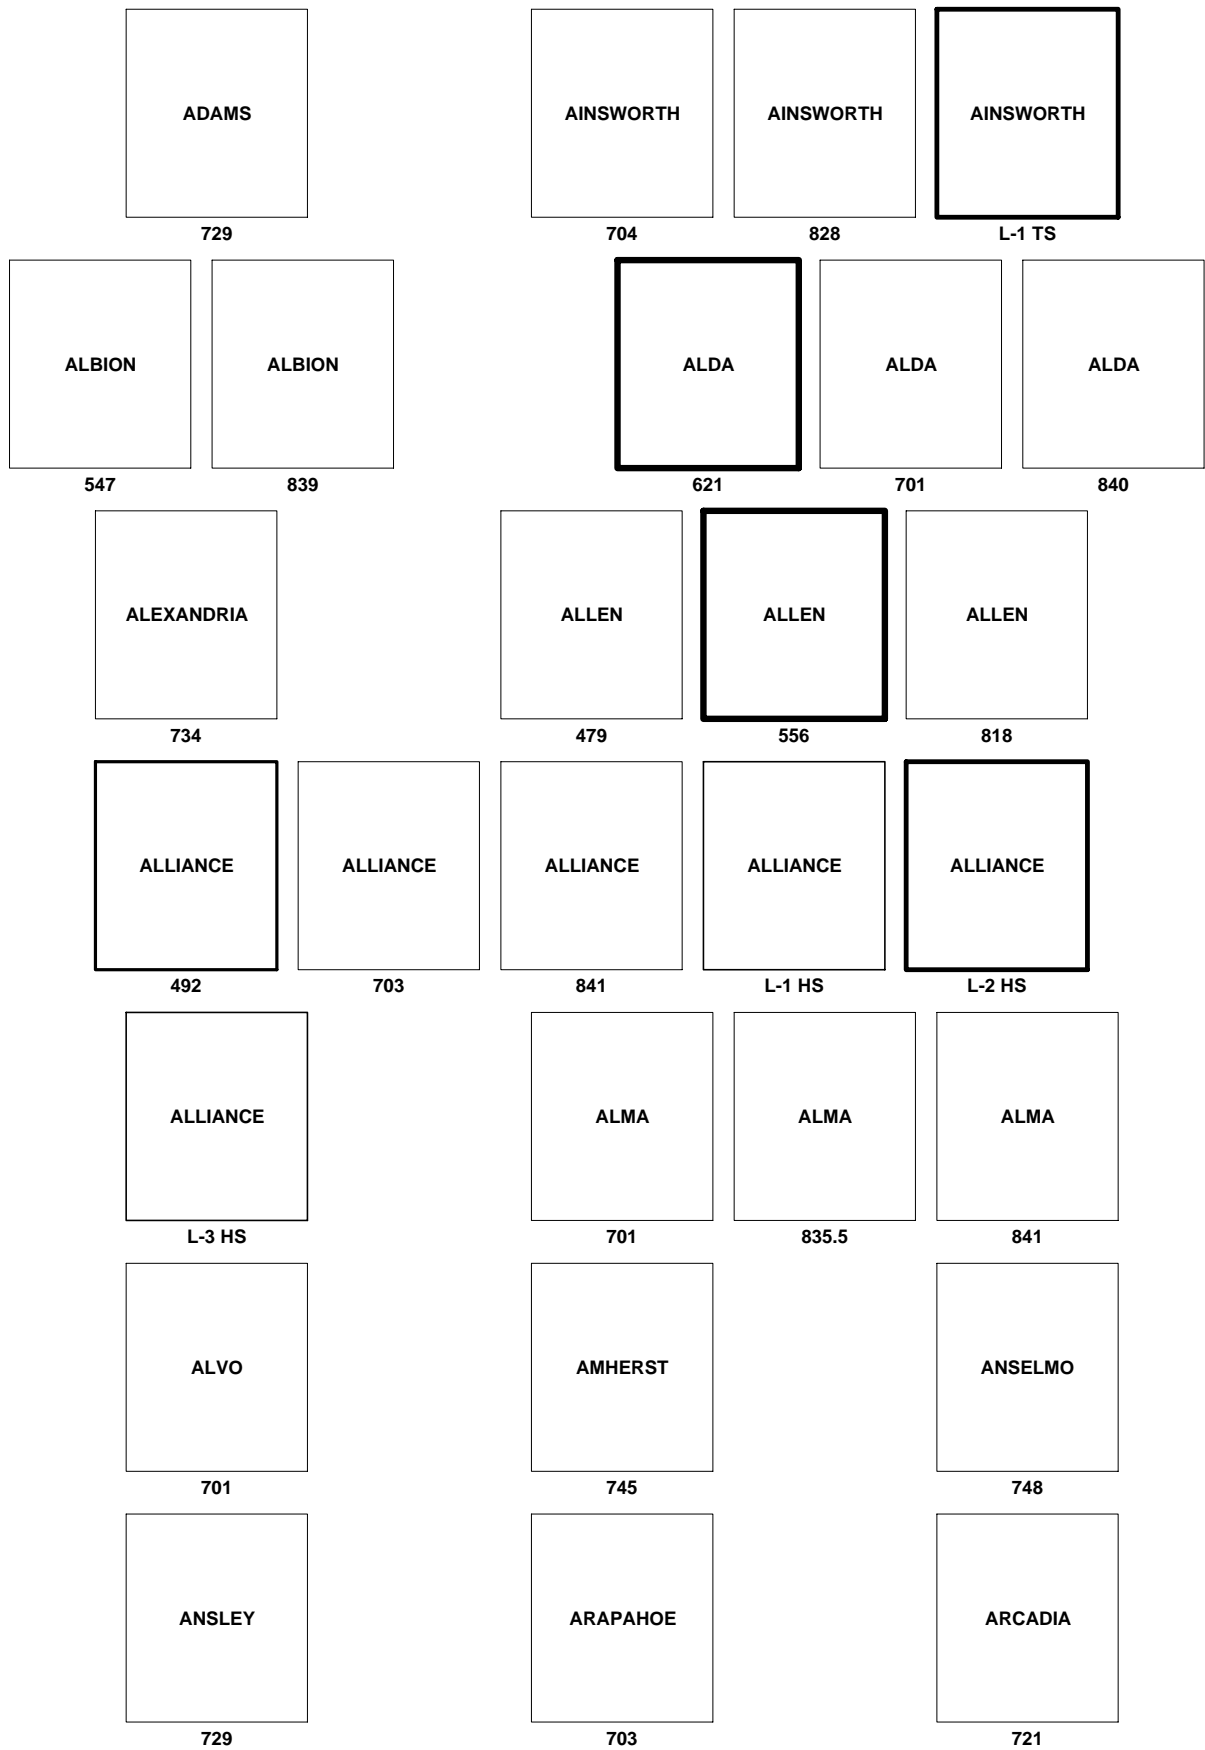 ADAMS AINSWORTH AINSWORTH AINSWORTH
729 704 828 L-1 TS
ALBION ALBION ALDA ALDA ALDA
547 839 621 701 840
ALEXANDRIA ALLEN ALLEN ALLEN
734 479 556 818
ALLIANCE ALLIANCE ALLIANCE ALLIANCE ALLIANCE
492 703 841 L-1 HS L-2 HS
ALLIANCE ALMA ALMA ALMA
L-3 HS 701 835.5 841
ALVO AMHERST ANSELMO
701 745 748
ANSLEY ARAPAHOE ARCADIA
729 703 721